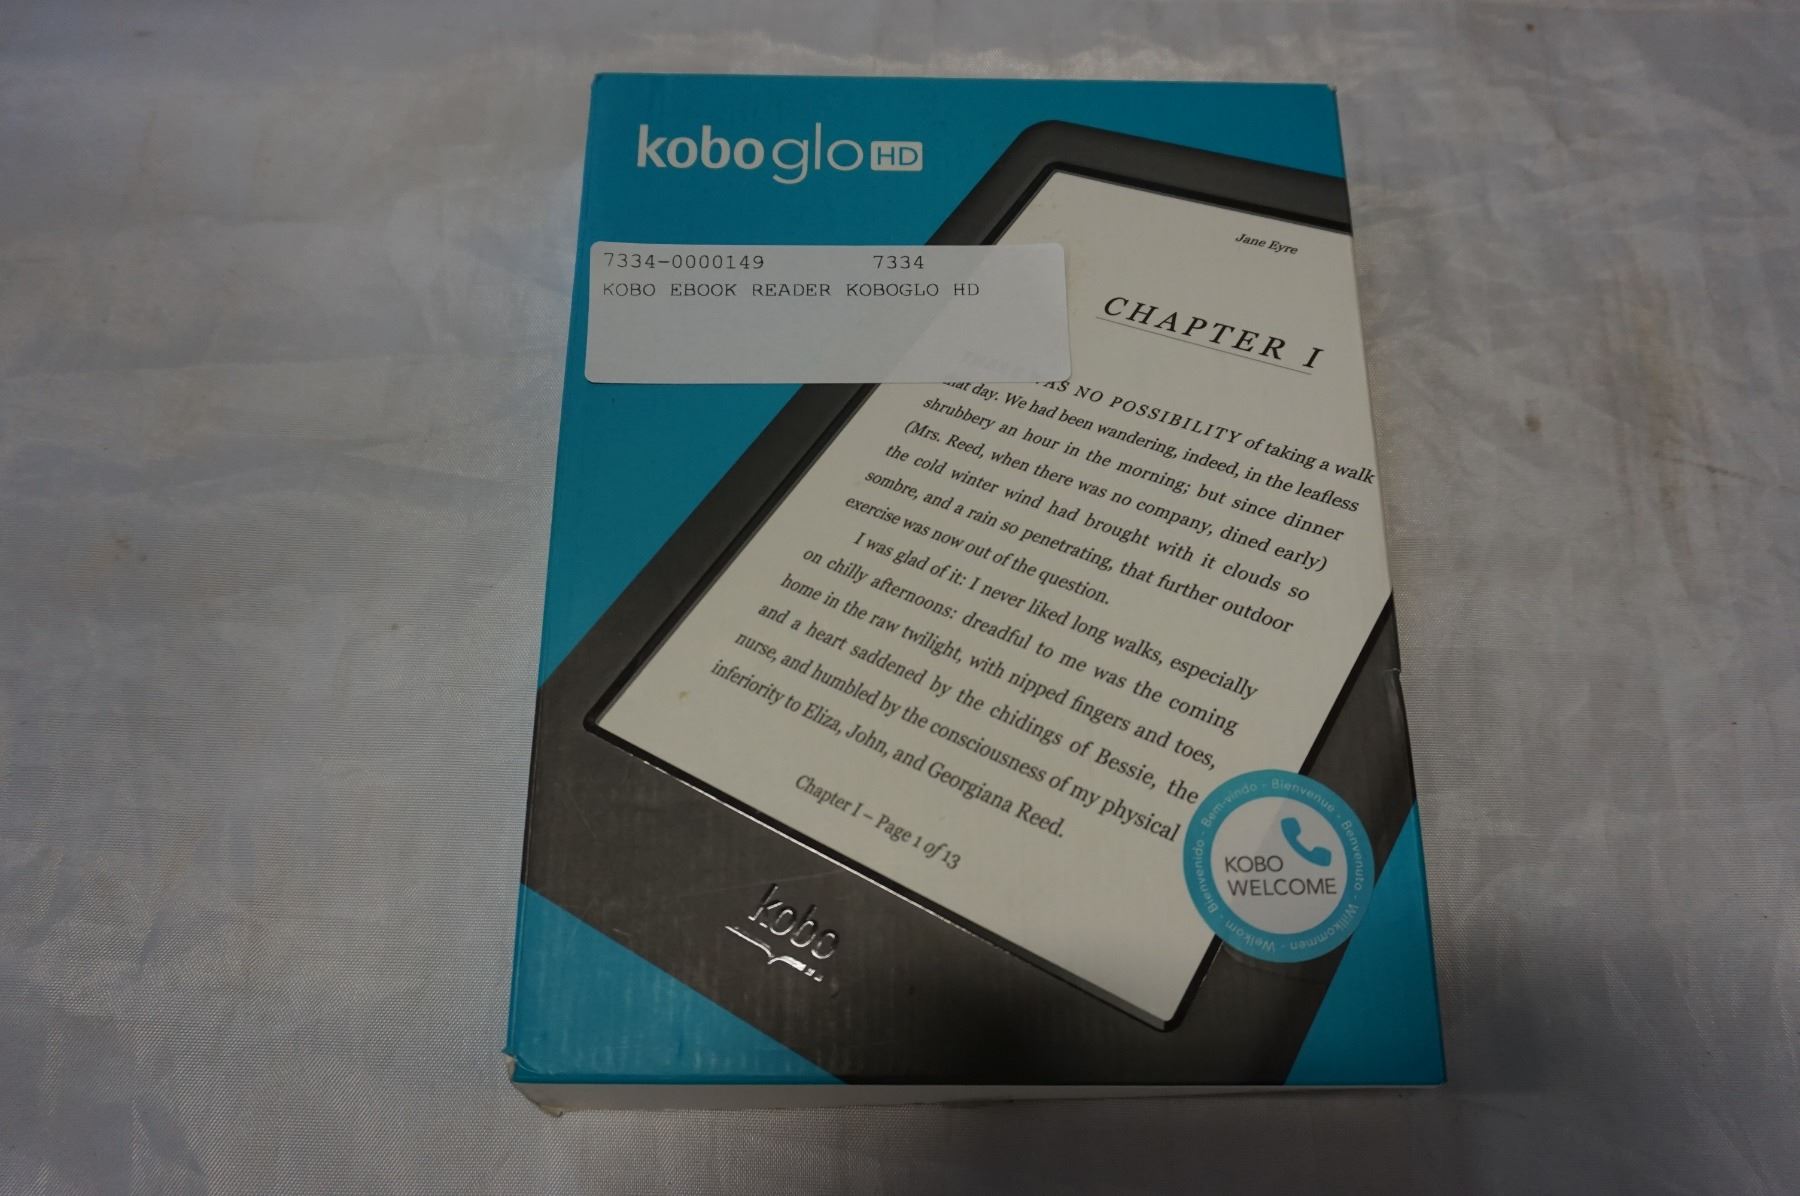 kobo glo HD
7334-0000149 7334
KOBO EBOOK READER KOBOGLO HD
Jane Eyre
CHAPTER I
AS NO POSSIBILITY of taking a walk
that day. We had been wandering, indeed, in the leafless
shrubbery an hour in the morning; but since dinner
(Mrs. Reed, when there was no company, dined early)
the cold winter wind had brought with it clouds so
sombre, and a rain so penetrating, that further outdoor
exercise was now out of the question.
I was glad of it: I never liked long walks, especially
on chilly afternoons: dreadful to me was the coming
home in the raw twilight, with nipped fingers and toes,
and a heart saddened by the chidings of Bessie, the
nurse, and humbled by the consciousness of my physical
inferiority to Eliza, John, and Georgiana Reed.
Chapter I – Page 1 of 13
kobo
KOBO
WELCOME
Bem-vindo - Bienvenue - Benvenuto - Willkommen - Welkom - Bienvenido -